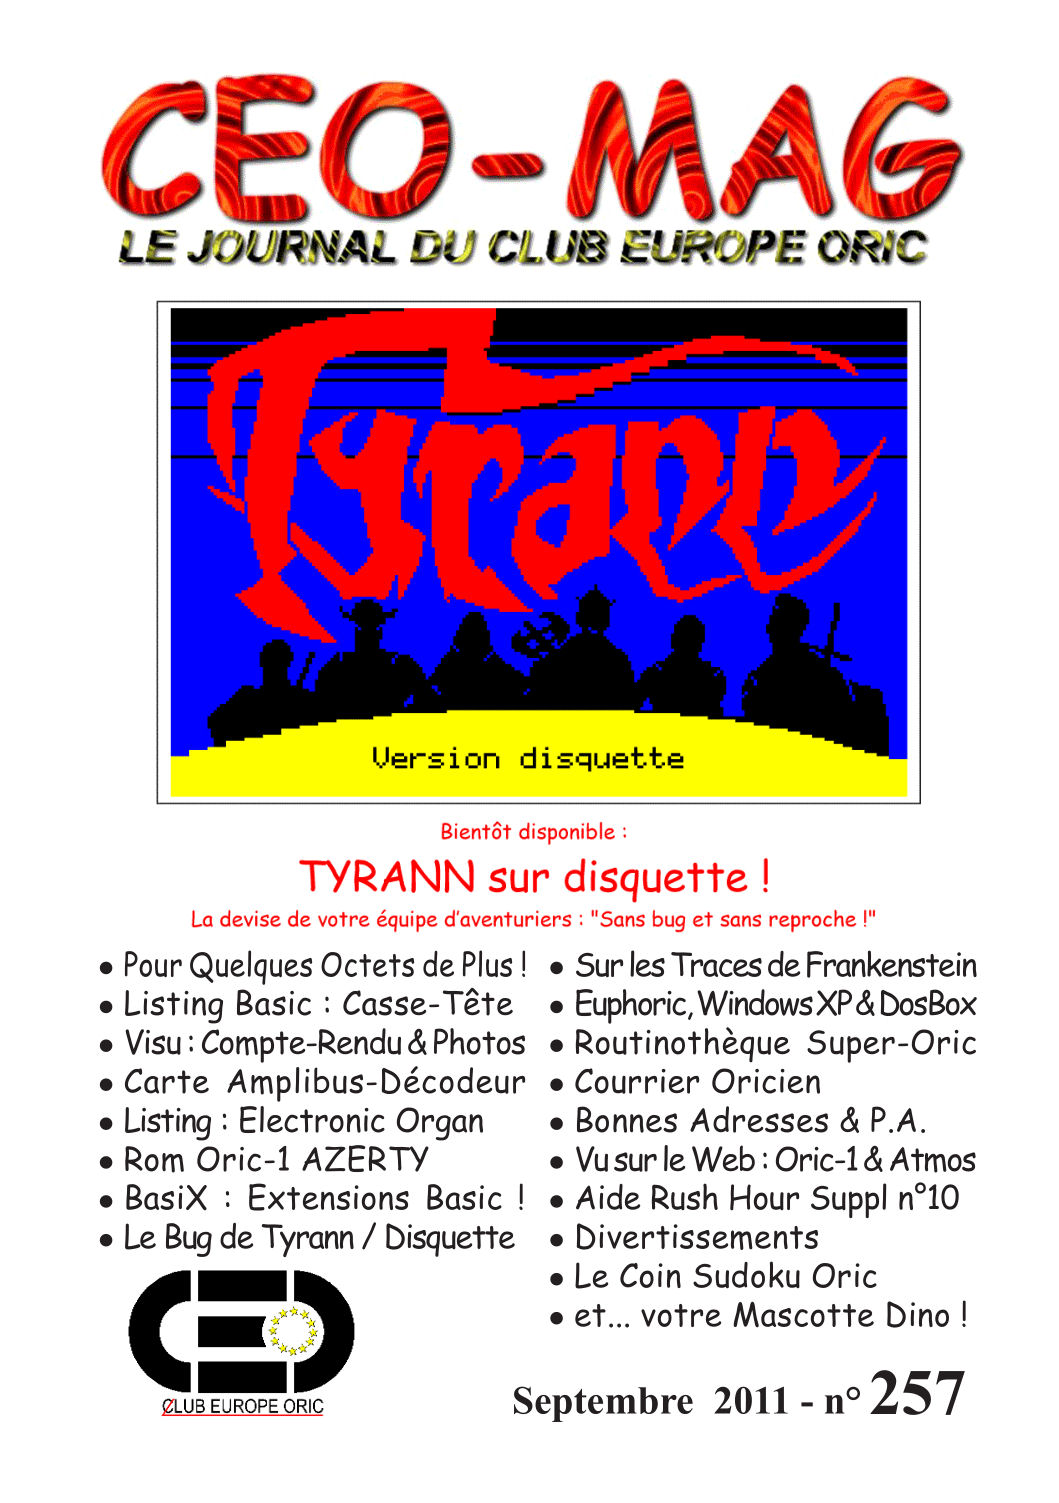 CEO-MAG
LE JOURNAL DU CLUB EUROPE ORIC
Tyrann
Version disquette
Bientôt disponible :
TYRANN sur disquette !
La devise de votre équipe d'aventuriers : "Sans bug et sans reproche !"
• Pour Quelques Octets de Plus !
• Listing Basic : Casse-Tête
• Visu : Compte-Rendu & Photos
• Carte Amplibus-Décodeur
• Listing : Electronic Organ
• Rom Oric-1 AZERTY
• BasiX : Extensions Basic !
• Le Bug de Tyrann / Disquette
• Sur les Traces de Frankenstein
• Euphoric, Windows XP & DosBox
• Routinothèque Super-Oric
• Courrier Oricien
• Bonnes Adresses & P.A.
• Vu sur le Web : Oric-1 & Atmos
• Aide Rush Hour Suppl n°10
• Divertissements
• Le Coin Sudoku Oric
• et... votre Mascotte Dino !
CEO
CLUB EUROPE ORIC
Septembre 2011 - n° 257